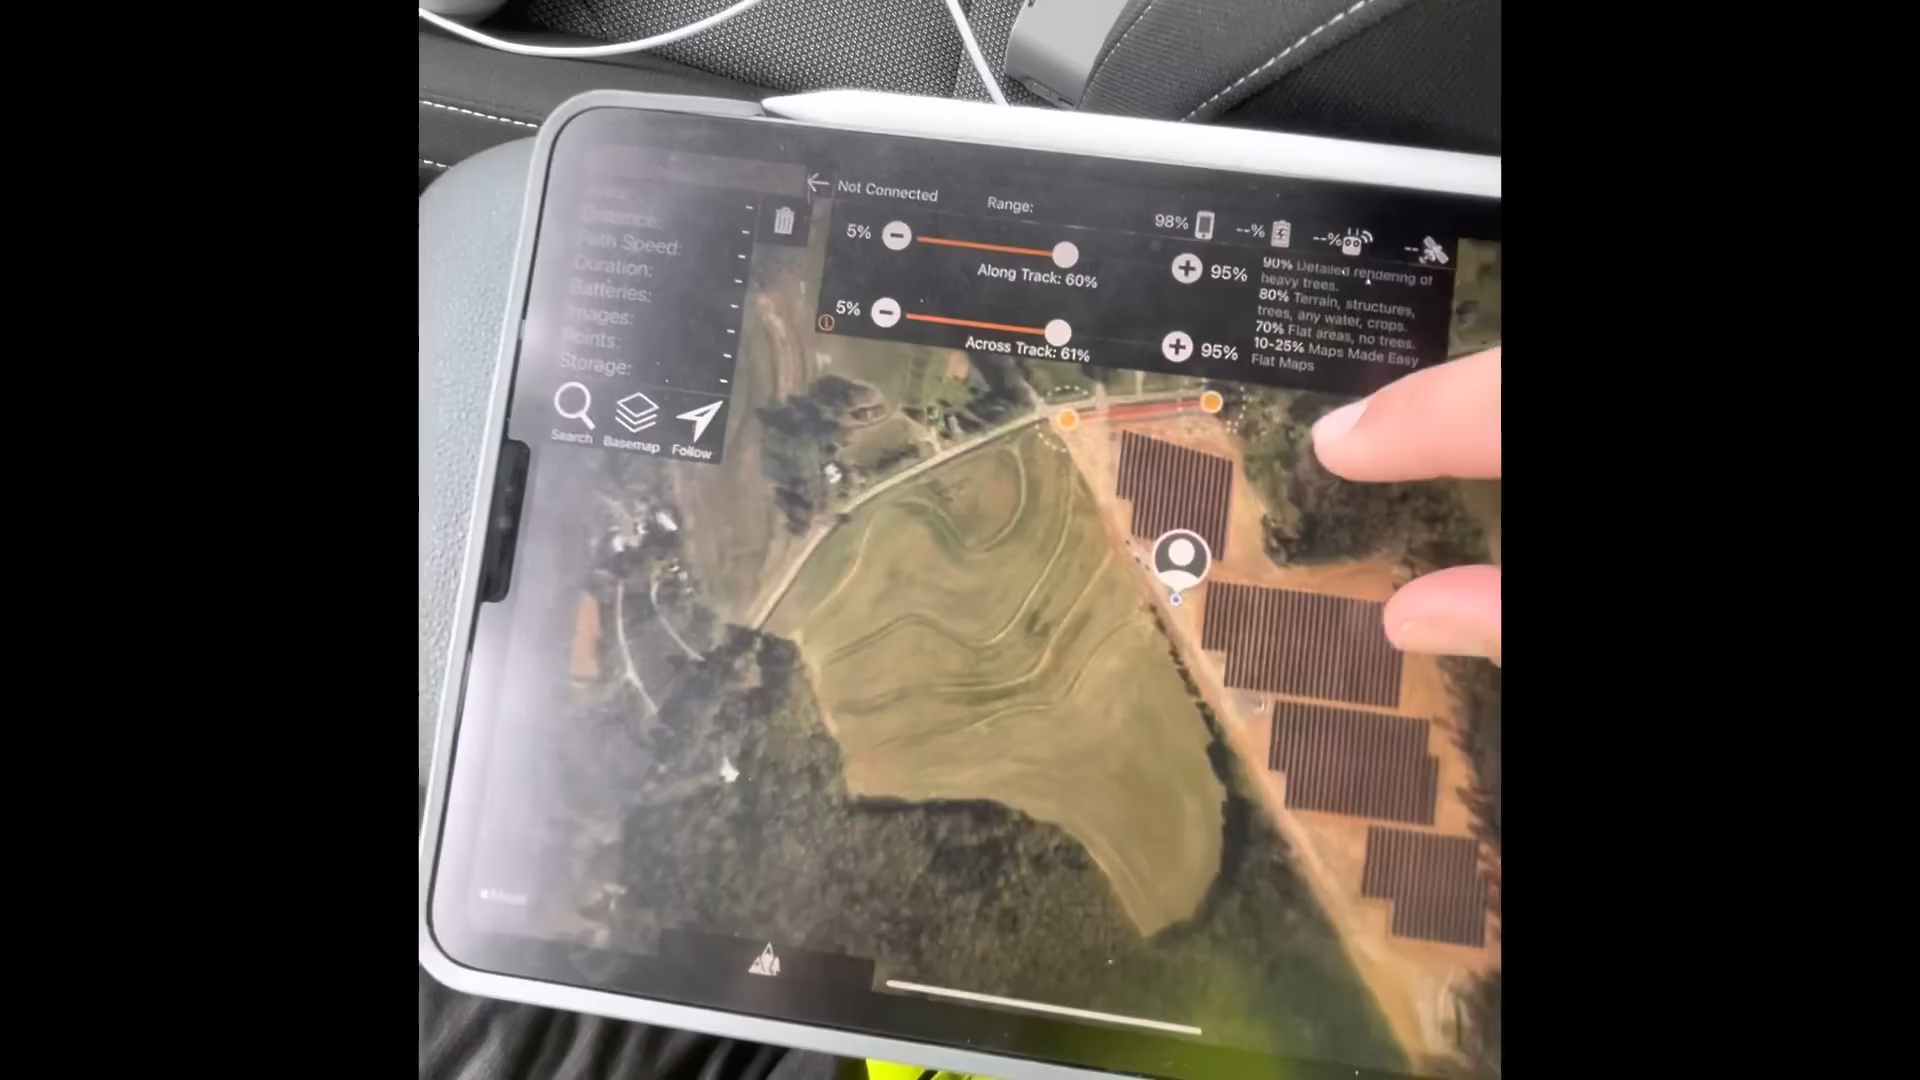 Not Connected
Range:
98%
--%
--%
--
5%
Along Track: 60%
95%
5%
Across Track: 61%
95%
90% Detailed rendering of
heavy trees.
80% Terrain, structures,
trees, any water, crops.
70% Flat areas, no trees.
10-25% Maps Made Easy
Flat Maps
Distance:
Path Speed:
Duration:
Batteries:
Images:
Points:
Storage:
Search
Basemap
Follow